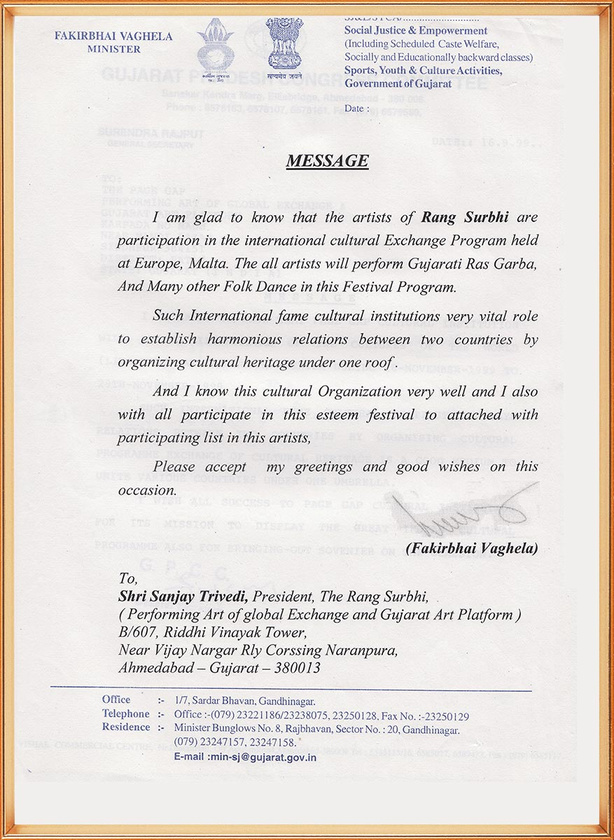 FAKIRBHAI VAGHELA
MINISTER
सत्यमेव जयते
Social Justice & Empowerment
(Including Scheduled Caste Welfare,
Socially and Educationally backward classes)
Sports, Youth & Culture Activities,
Government of Gujarat
Date :
MESSAGE
I am glad to know that the artists of Rang Surbhi are
participation in the international cultural Exchange Program held
at Europe, Malta. The all artists will perform Gujarati Ras Garba,
And Many other Folk Dance in this Festival Program.
Such International fame cultural institutions very vital role
to establish harmonious relations between two countries by
organizing cultural heritage under one roof .
And I know this cultural Organization very well and I also
with all participate in this esteem festival to attached with
participating list in this artists,
Please accept my greetings and good wishes on this
occasion.
(Fakirbhai Vaghela)
To,
Shri Sanjay Trivedi, President, The Rang Surbhi,
( Performing Art of global Exchange and Gujarat Art Platform )
B/607, Riddhi Vinayak Tower,
Near Vijay Nargar Rly Corssing Naranpura,
Ahmedabad – Gujarat – 380013
Office :- 1/7, Sardar Bhavan, Gandhinagar.
Telephone :- Office :-(079) 23221186/23238075, 23250128, Fax No. :-23250129
Residence :- Minister Bunglows No. 8, Rajbhavan, Sector No. : 20, Gandhinagar.
(079) 23247157, 23247158.
E-mail :min-sj@gujarat.gov.in